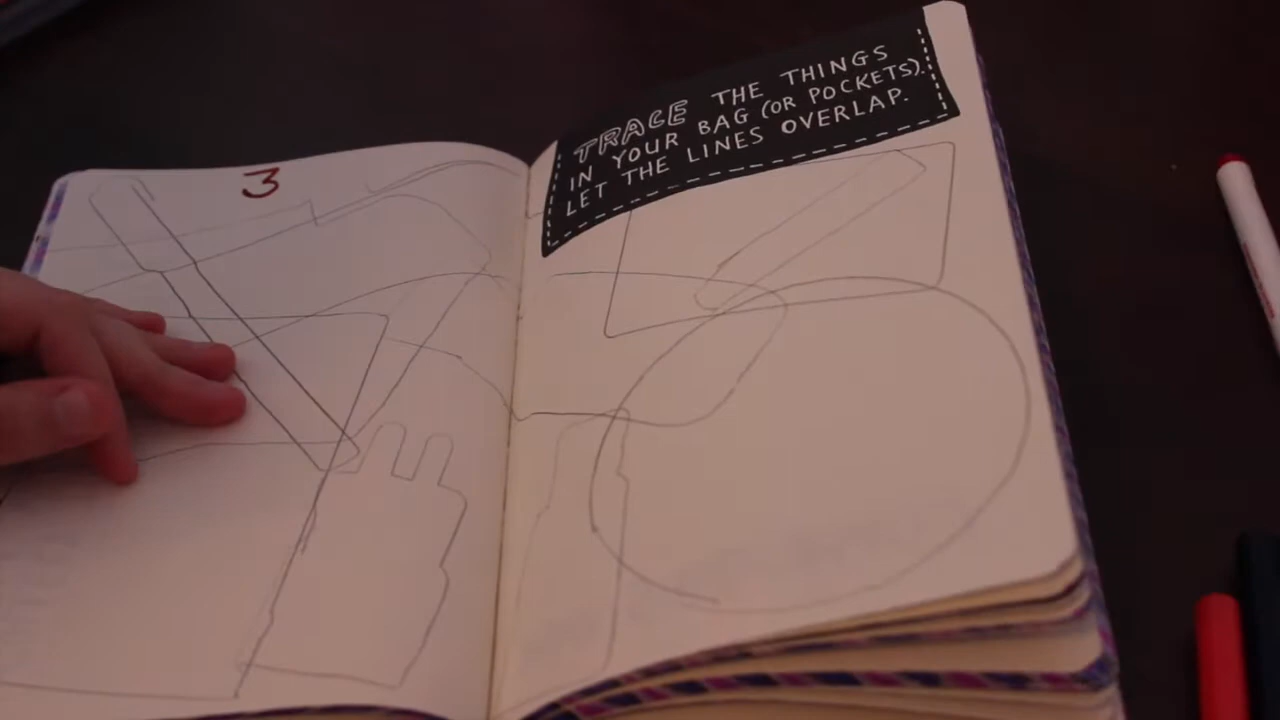 3
TRACE THE THINGS
IN YOUR BAG (OR POCKETS).
LET THE LINES OVERLAP.